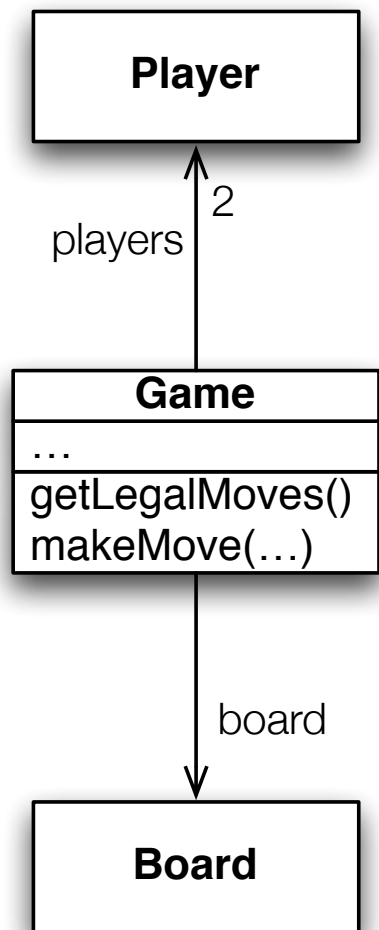 Player
2
players
Game
…
getLegalMoves()
makeMove(…)
board
Board